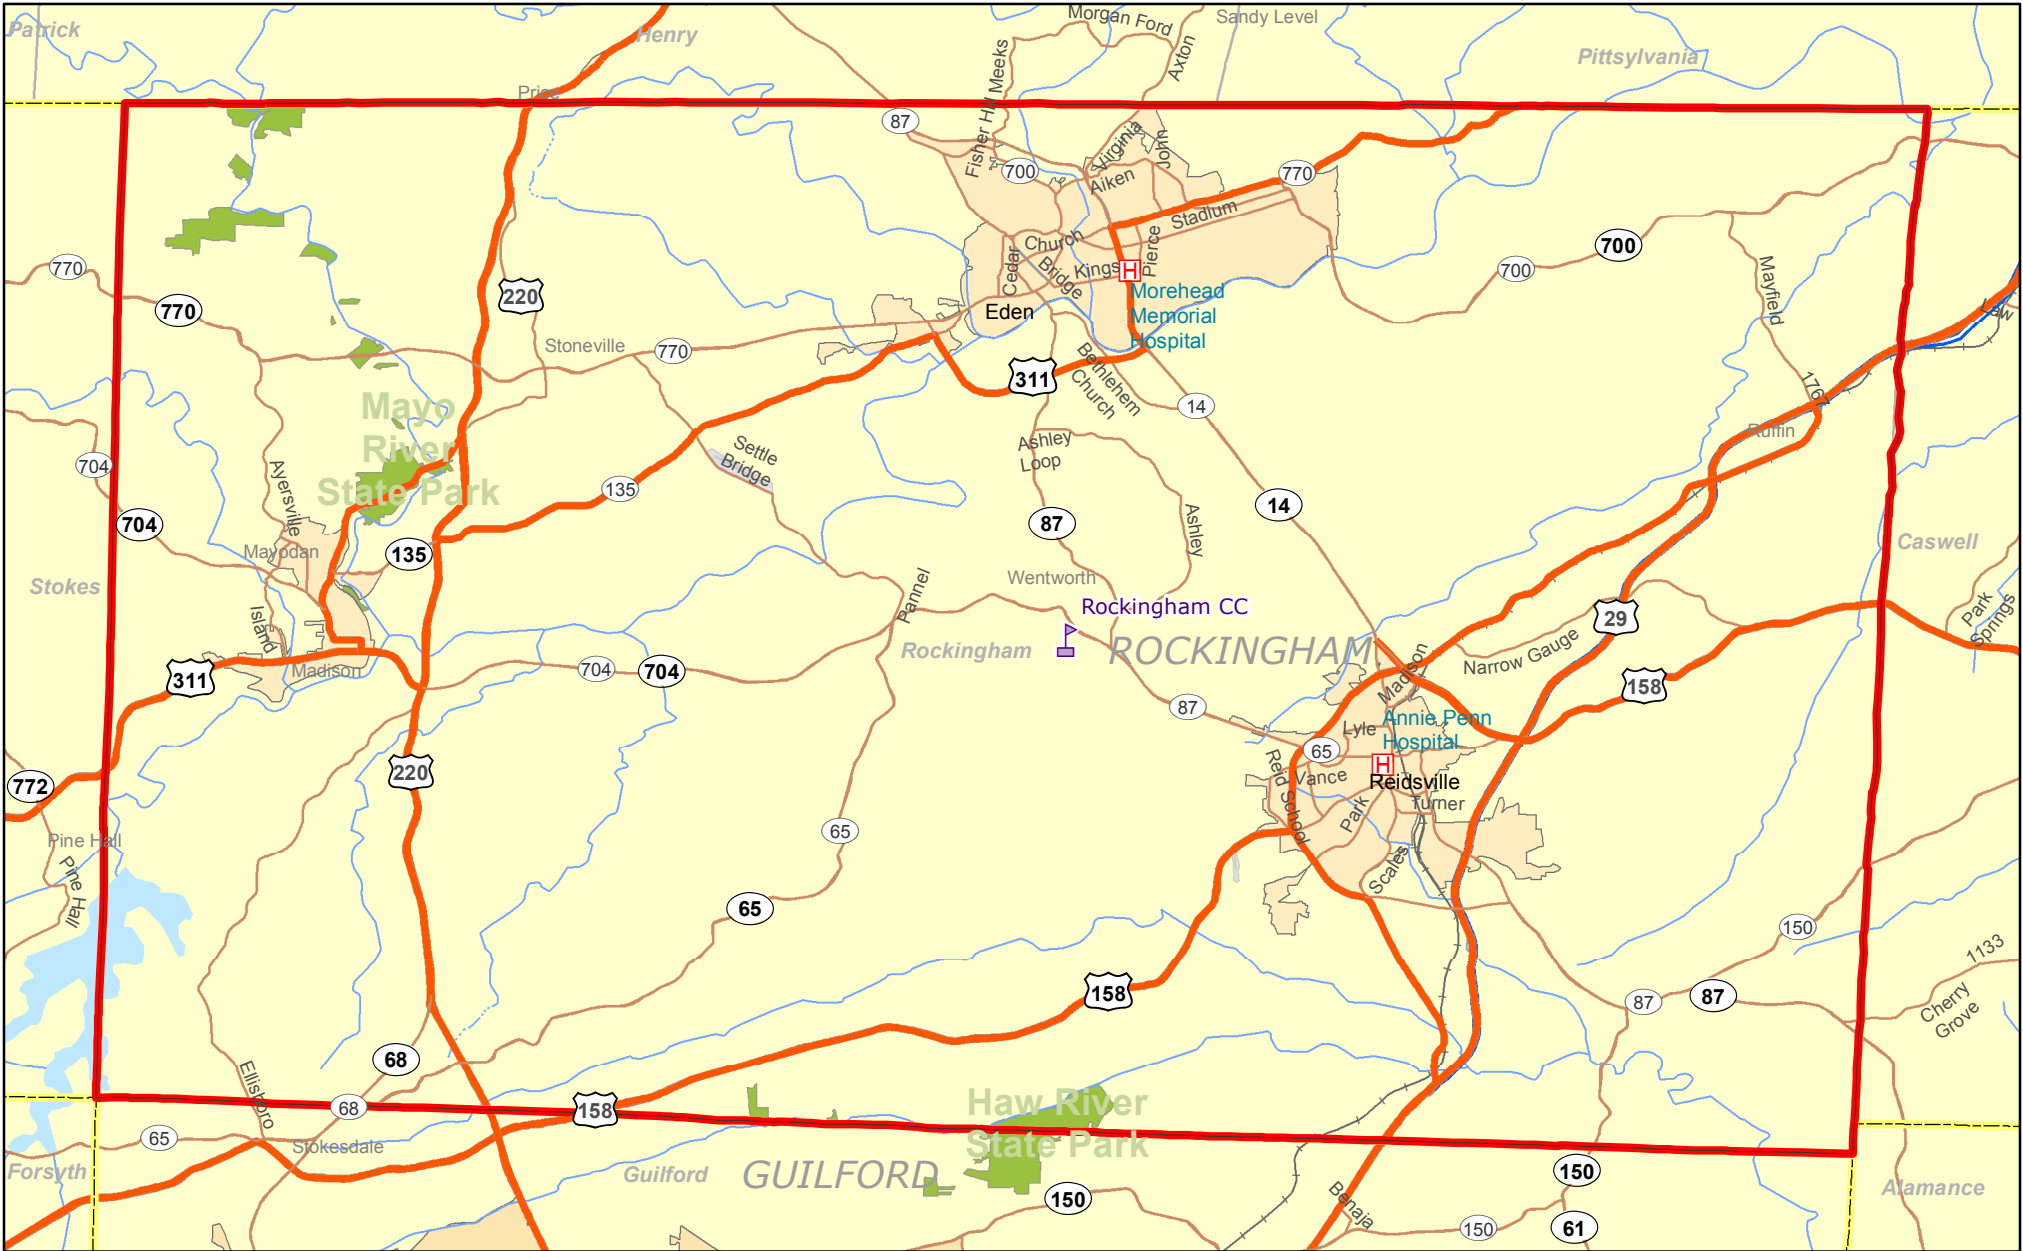 Patrick
Henry
Morgan Ford
Sandy Level
Pittsylvania
Axton
Meeks
Price
87
Fisher Hill
Virginia
John
700
Aiken
770
Stadium
Church
Pierce
Cedar
Bridge
Kings
H
700
700
770
770
220
Mayfield
Morehead
Memorial
Hospital
Eden
Law
Stoneville
770
311
Bethlehem
Church
14
1767
Ruffin
Mayo
River
State Park
Settle
Bridge
Ashley
Loop
704
Ayersville
135
14
704
87
Ashley
Mayodan
135
Caswell
Stokes
Wentworth
Pannel
Rockingham CC
Island
29
Park
Springs
Rockingham
ROCKINGHAM
Madison
Narrow Gauge
311
Madison
704
704
158
87
Annie Penn
Hospital
Lyle
65
H
772
220
Reid School
Vance
Reidsville
Turner
Park
Pine Hall
65
Pine Hall
Scales
65
150
1133
158
87
87
Cherry
Grove
68
Ellisboro
68
158
Haw River
State Park
65
Stokesdale
Forsyth
Guilford
GUILFORD
150
150
Benaja
150
61
Alamance